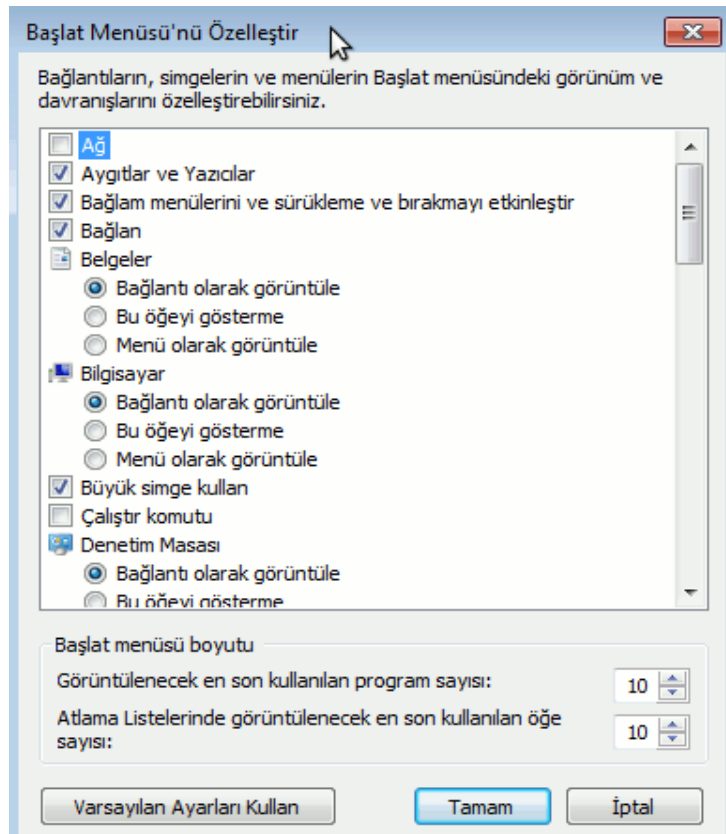 Başlat Menüsü'nü Özelleştir
Bağlantıların, simgelerin ve menülerin Başlat menüsündeki görünüm ve
davranışlarını özelleştirebilirsiniz.
Ağ
Aygıtlar ve Yazıcılar
Bağlam menülerini ve sürükleme ve bırakmayı etkinleştir
Bağlan
Belgeler
Bağlantı olarak görüntüle
Bu öğeyi gösterme
Menü olarak görüntüle
Bilgisayar
Bağlantı olarak görüntüle
Bu öğeyi gösterme
Menü olarak görüntüle
Büyük simge kullan
Çalıştır komutu
Denetim Masası
Bağlantı olarak görüntüle
Bu öğeyi gösterme
Başlat menüsü boyutu
Görüntülenecek en son kullanılan program sayısı: 10
Atlama Listelerinde görüntülenecek en son kullanılan öğe
sayısı: 10
Varsayılan Ayarları Kullan Tamam İptal